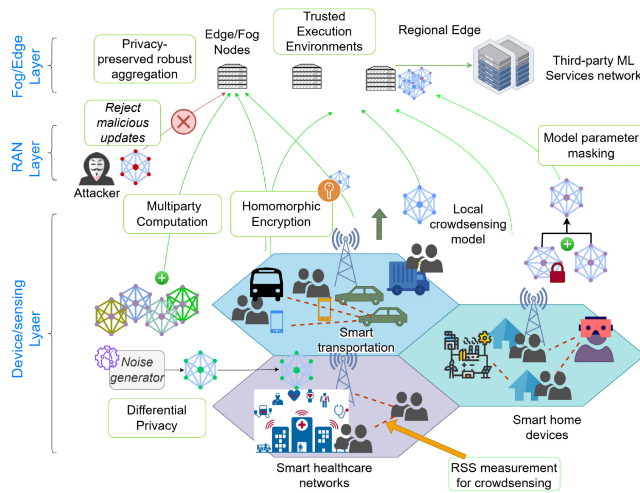 Fog/Edge
Layer
Privacy-
preserved robust
aggregation
Edge/Fog
Nodes
Trusted
Execution
Environments
Regional Edge
Third-party ML
Services network
RAN
Layer
Reject
malicious
updates
Attacker
Model parameter
masking
Multiparty
Computation
Homomorphic
Encryption
Local
crowdsensing
model
Device/sensing
Lyaer
Smart
transportation
Noise
generator
Differential
Privacy
Smart healthcare
networks
Smart home
devices
RSS measurement
for crowdsensing